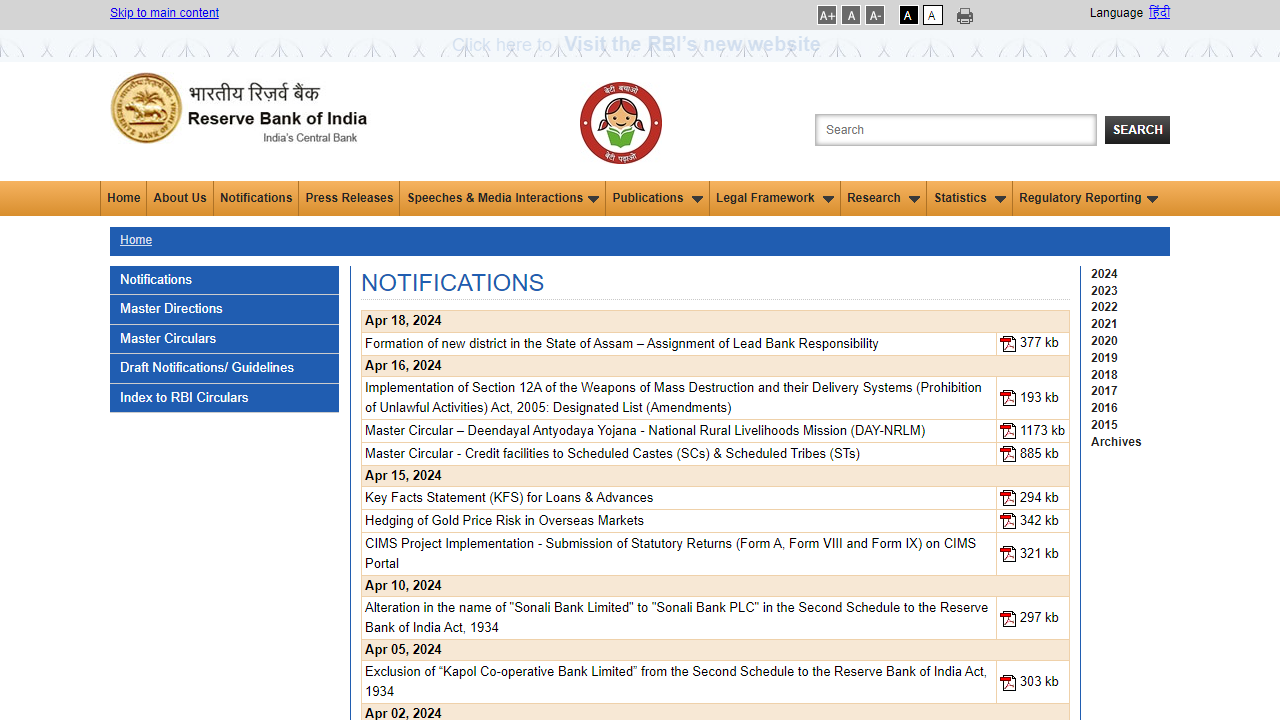 Skip to main content
A+ A A- A A
Language हिंदी
Click here to Visit the RBI's new website
भारतीय रिज़र्व बैंक
Reserve Bank of India
India's Central Bank
बेटी बचाओ
बेटी पढ़ाओ
Search
SEARCH
Home About Us Notifications Press Releases Speeches & Media Interactions Publications Legal Framework Research Statistics Regulatory Reporting
Home
Notifications
Master Directions
Master Circulars
Draft Notifications/ Guidelines
Index to RBI Circulars
NOTIFICATIONS
Apr 18, 2024
Formation of new district in the State of Assam – Assignment of Lead Bank Responsibility 377 kb
Apr 16, 2024
Implementation of Section 12A of the Weapons of Mass Destruction and their Delivery Systems (Prohibition
of Unlawful Activities) Act, 2005: Designated List (Amendments) 193 kb
Master Circular – Deendayal Antyodaya Yojana - National Rural Livelihoods Mission (DAY-NRLM) 1173 kb
Master Circular - Credit facilities to Scheduled Castes (SCs) & Scheduled Tribes (STs) 885 kb
Apr 15, 2024
Key Facts Statement (KFS) for Loans & Advances 294 kb
Hedging of Gold Price Risk in Overseas Markets 342 kb
CIMS Project Implementation - Submission of Statutory Returns (Form A, Form VIII and Form IX) on CIMS
Portal 321 kb
Apr 10, 2024
Alteration in the name of "Sonali Bank Limited" to "Sonali Bank PLC" in the Second Schedule to the Reserve
Bank of India Act, 1934 297 kb
Apr 05, 2024
Exclusion of “Kapol Co-operative Bank Limited” from the Second Schedule to the Reserve Bank of India Act,
1934 303 kb
Apr 02, 2024
2024
2023
2022
2021
2020
2019
2018
2017
2016
2015
Archives